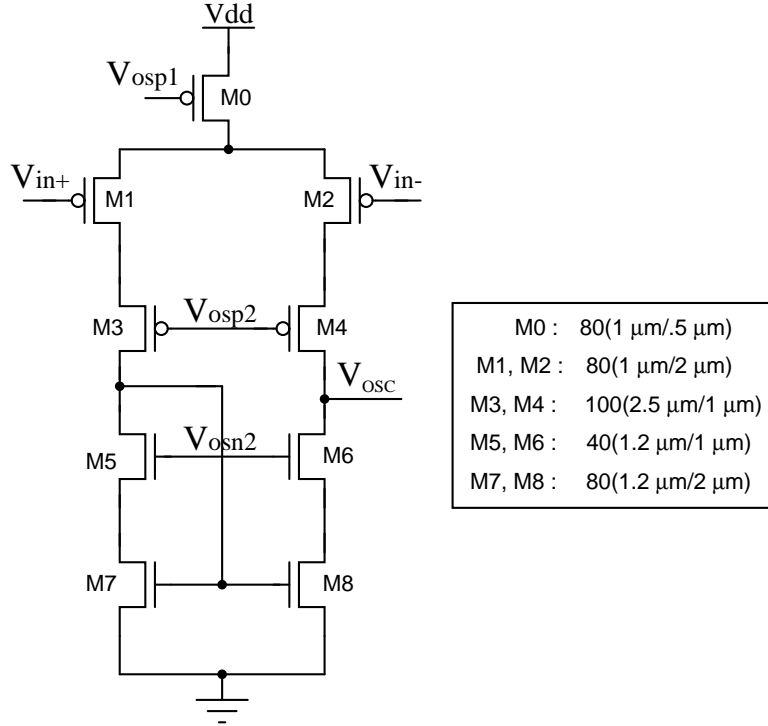 Vdd
Vosp1
M0
Vin+
M1
M2
Vin-
M3
Vosp2
M4
Vosc
M5
Vosn2
M6
M7
M8
M0 : 80(1 μm/.5 μm)
M1, M2 : 80(1 μm/2 μm)
M3, M4 : 100(2.5 μm/1 μm)
M5, M6 : 40(1.2 μm/1 μm)
M7, M8 : 80(1.2 μm/2 μm)